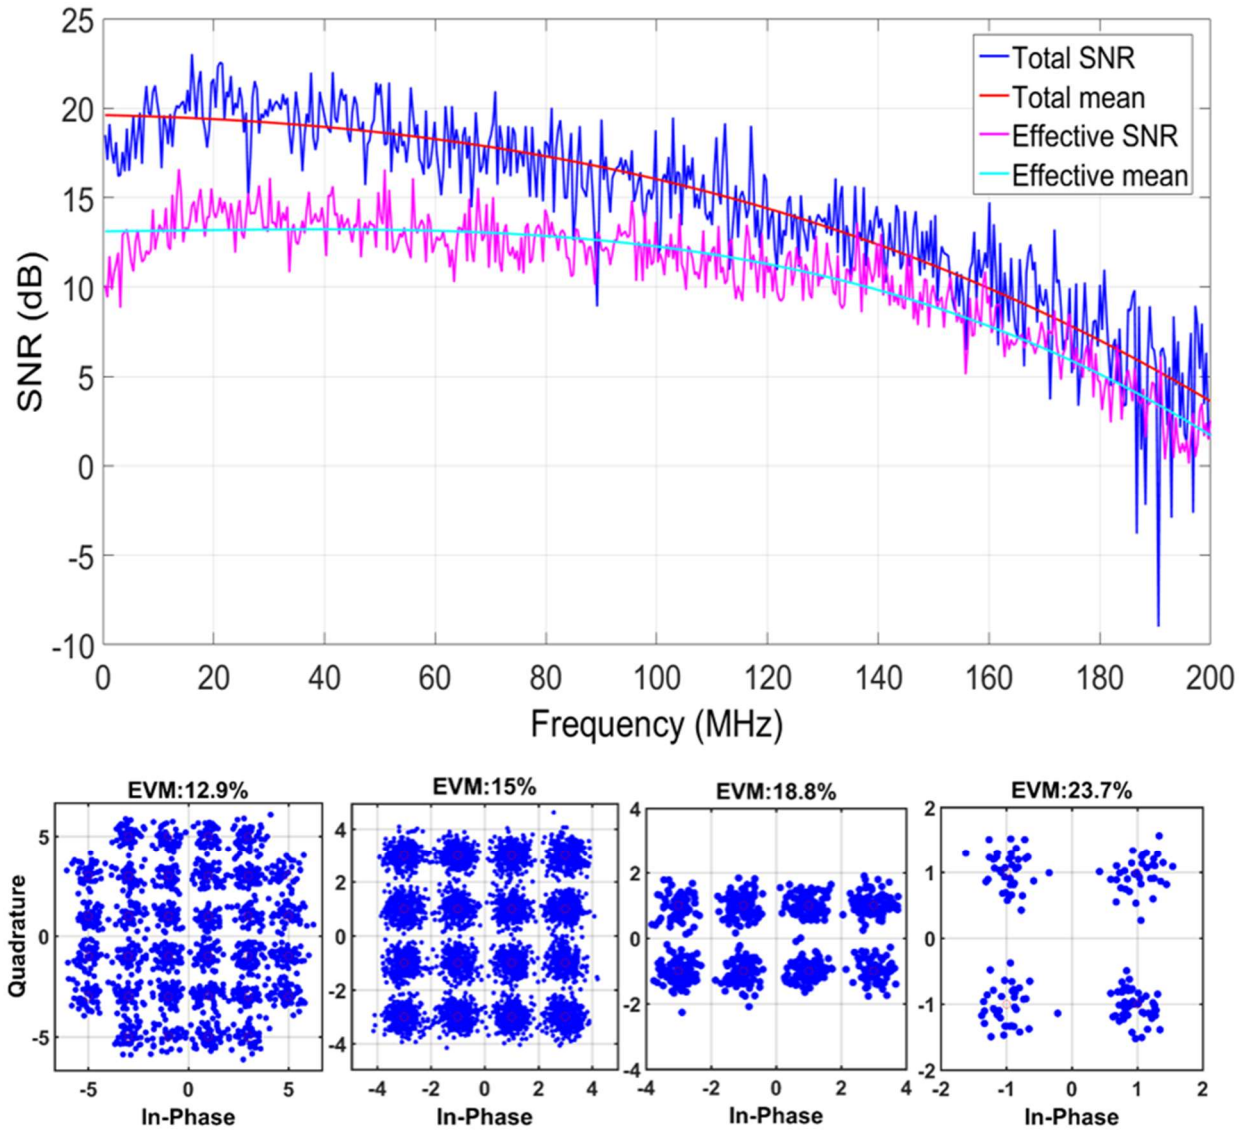 25
20
15
10
5
0
-5
-10
SNR (dB)
Total SNR
Total mean
Effective SNR
Effective mean
0 20 40 60 80 100 120 140 160 180 200
Frequency (MHz)
EVM:12.9%
5
0
-5
Quadrature
-5 0 5
In-Phase
EVM:15%
4
2
0
-2
-4
-4 -2 0 2 4
In-Phase
EVM:18.8%
4
2
0
-2
-4
-4 -2 0 2 4
In-Phase
EVM:23.7%
2
1
0
-1
-2
-2 -1 0 1 2
In-Phase